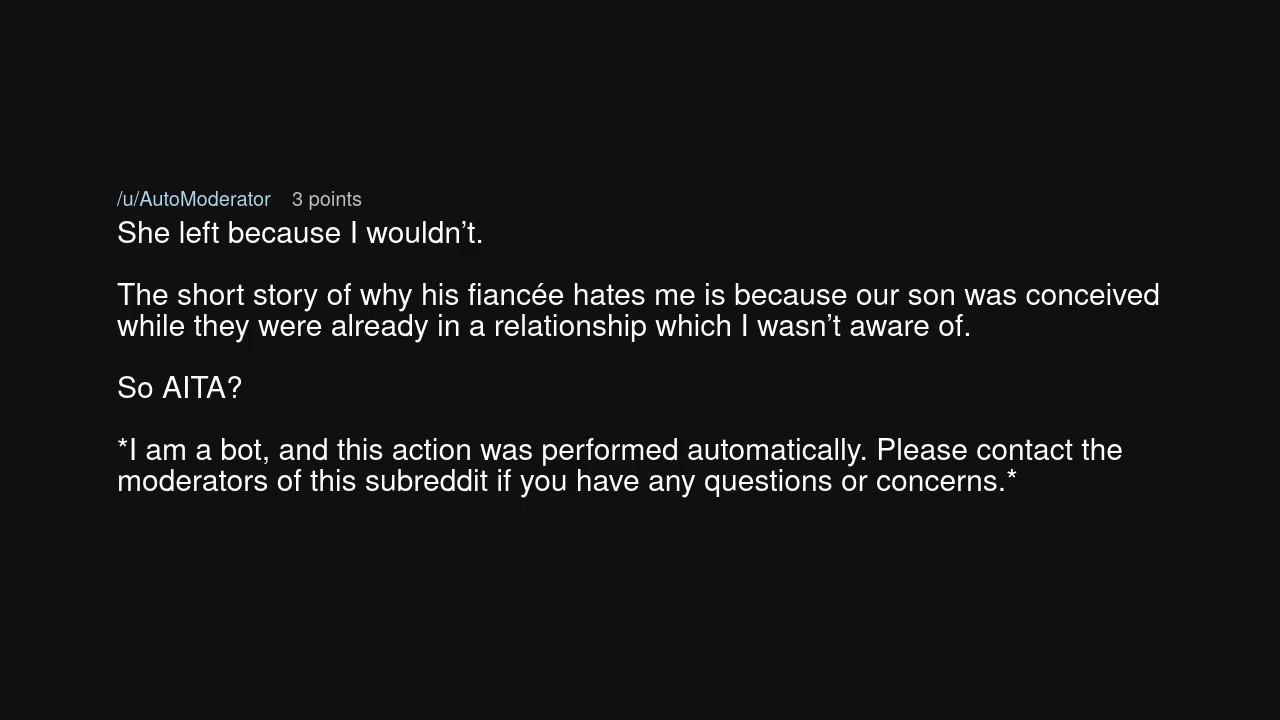 /u/AutoModerator 3 points
She left because I wouldn’t.
The short story of why his fiancée hates me is because our son was conceived
while they were already in a relationship which I wasn’t aware of.
So AITA?
*I am a bot, and this action was performed automatically. Please contact the
moderators of this subreddit if you have any questions or concerns.*